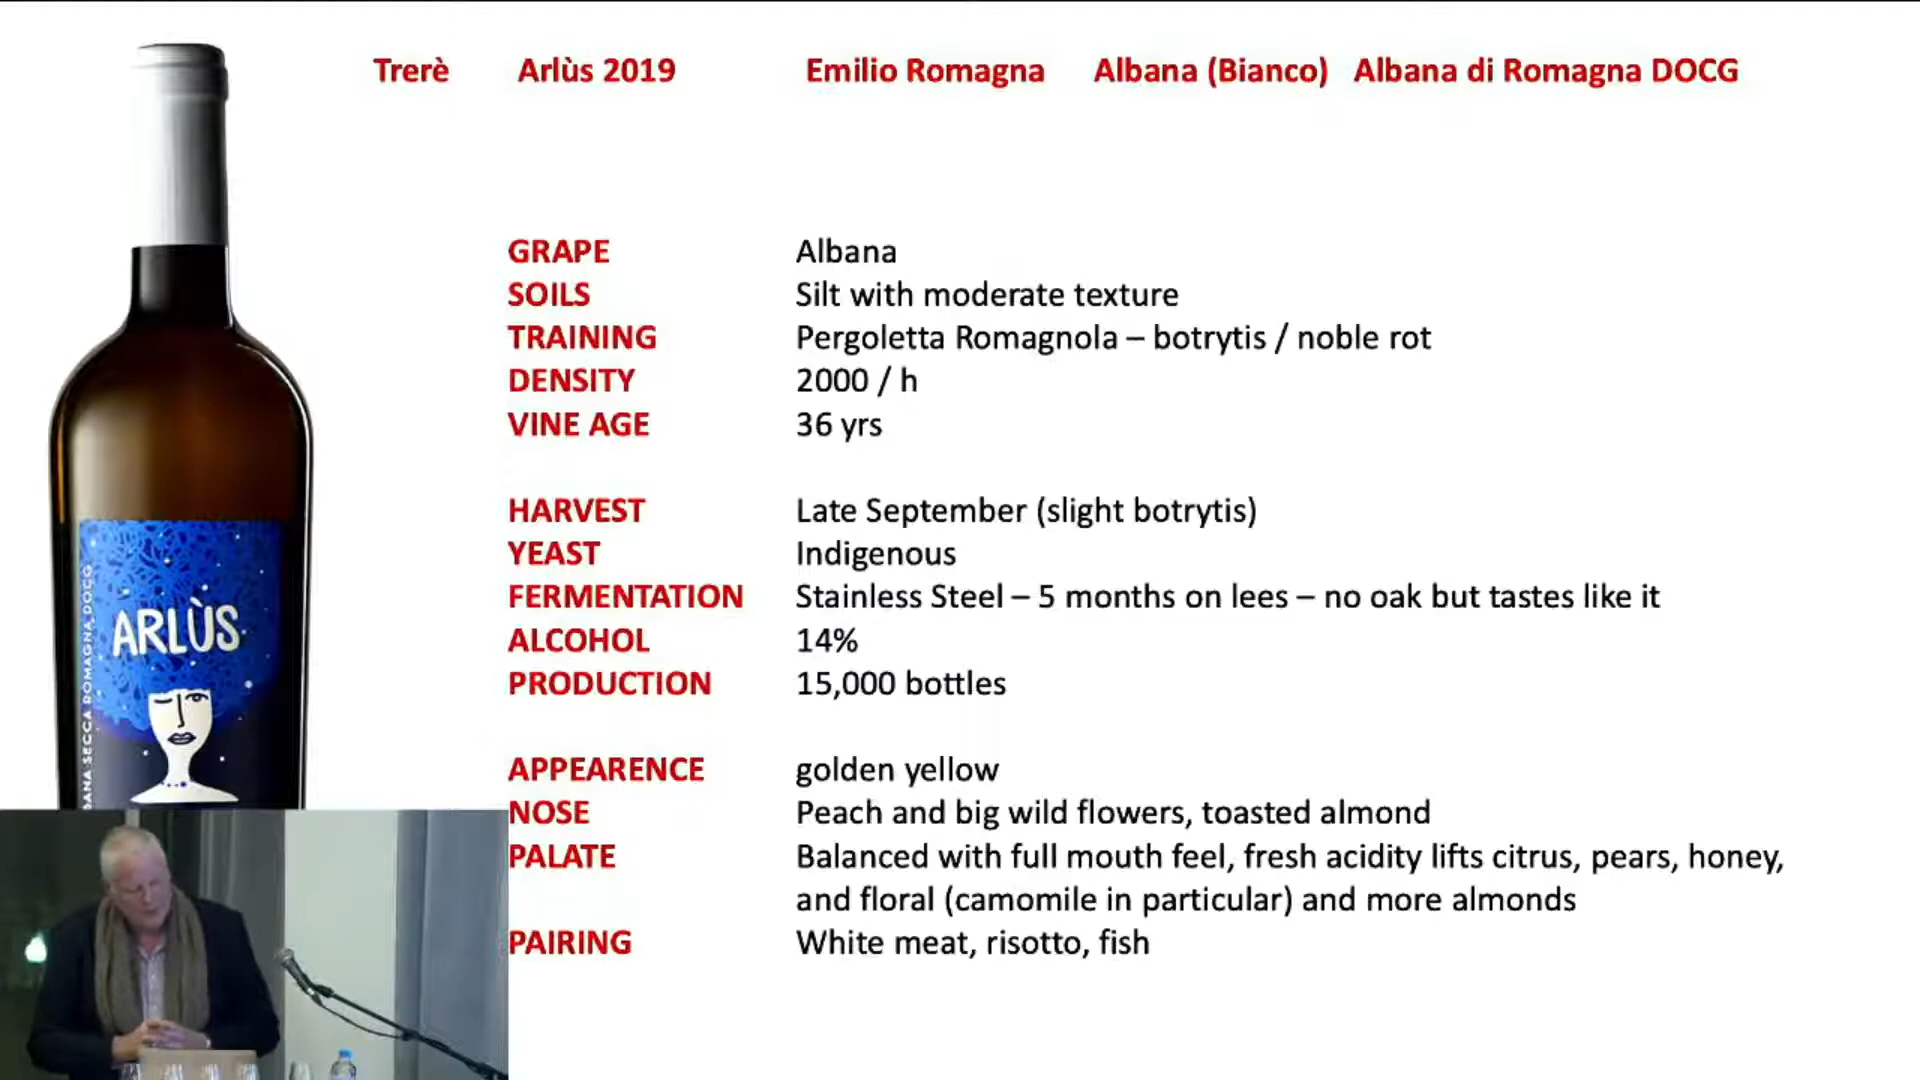 Trerè Arlùs 2019 Emilio Romagna Albana (Bianco) Albana di Romagna DOCG
GRAPE Albana
SOILS Silt with moderate texture
TRAINING Pergoletta Romagnola – botrytis / noble rot
DENSITY 2000 / h
VINE AGE 36 yrs
HARVEST Late September (slight botrytis)
YEAST Indigenous
FERMENTATION Stainless Steel – 5 months on lees – no oak but tastes like it
ALCOHOL 14%
PRODUCTION 15,000 bottles
APPEARENCE golden yellow
NOSE Peach and big wild flowers, toasted almond
PALATE Balanced with full mouth feel, fresh acidity lifts citrus, pears, honey,
and floral (camomile in particular) and more almonds
PAIRING White meat, risotto, fish
ARLÙS
SECCA ROMAGNA DOCG